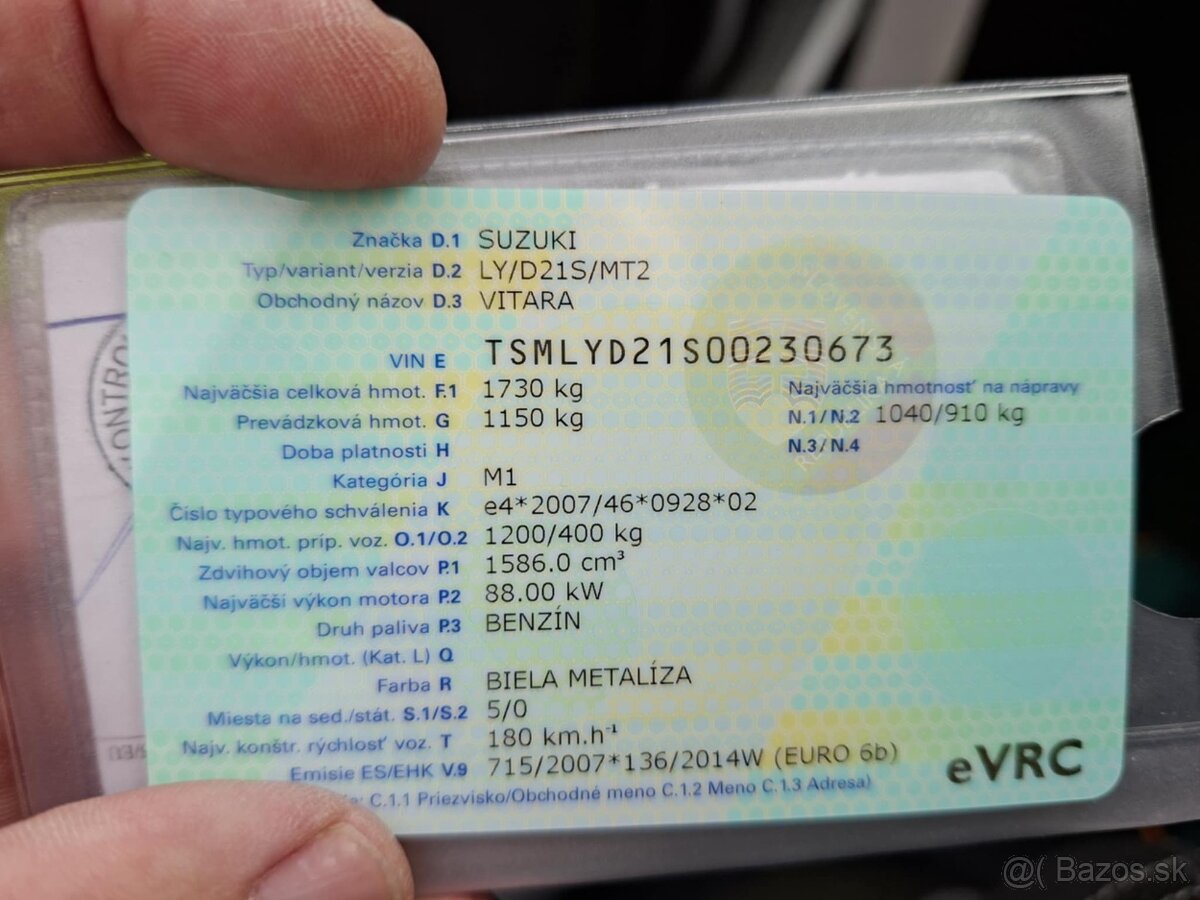 Značka D.1 SUZUKI
Typ/variant/verzia D.2 LY/D21S/MT2
Obchodný názov D.3 VITARA
VIN E TSMLYD21S00230673
Najväčšia celková hmot. F.1 1730 kg
Najväčšia hmotnosť na nápravy
Prevádzková hmot. G 1150 kg
N.1/N.2 1040/910 kg
Doba platnosti H
N.3/N.4
Kategória J M1
Číslo typového schválenia K e4*2007/46*0928*02
Najv. hmot. príp. voz. O.1/O.2 1200/400 kg
Zdvihový objem valcov P.1 1586.0 cm³
Najväčší výkon motora P.2 88.00 kW
Druh paliva P.3 BENZÍN
Výkon/hmot. (Kat. L) Q
Farba R BIELA METALÍZA
Miesta na sed./stát. S.1/S.2 5/0
Najv. konštr. rýchlosť voz. T 180 km.h⁻¹
Emisie ES/EHK V.9 715/2007*136/2014W (EURO 6b)
C.1.1 Priezvisko/Obchodné meno C.1.2 Meno C.1.3 Adresa)
eVRC
@( Bazos.sk